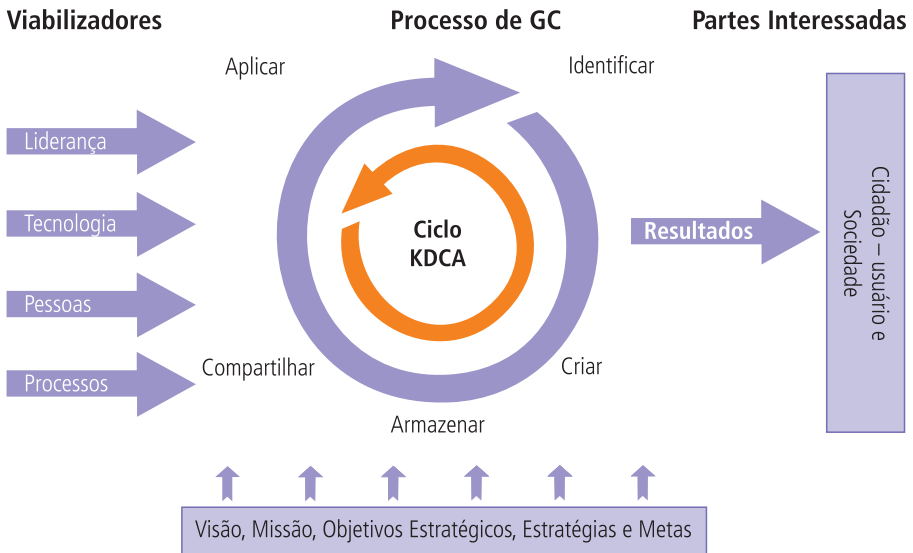 Viabilizadores
Processo de GC
Partes Interessadas
Aplicar
Identificar
Liderança
Tecnologia
Pessoas
Processos
Ciclo
KDCA
Compartilhar
Criar
Armazenar
Resultados
Cidadão – usuário e
Sociedade
Visão, Missão, Objetivos Estratégicos, Estratégias e Metas